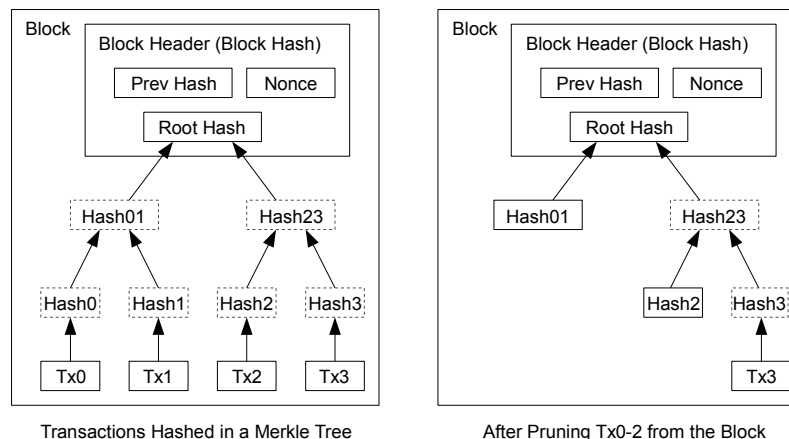 Block
Block Header (Block Hash)
Prev Hash
Nonce
Root Hash
Hash01
Hash23
Hash0
Hash1
Hash2
Hash3
Tx0
Tx1
Tx2
Tx3
Transactions Hashed in a Merkle Tree
Block
Block Header (Block Hash)
Prev Hash
Nonce
Root Hash
Hash01
Hash23
Hash2
Hash3
Tx3
After Pruning Tx0-2 from the Block